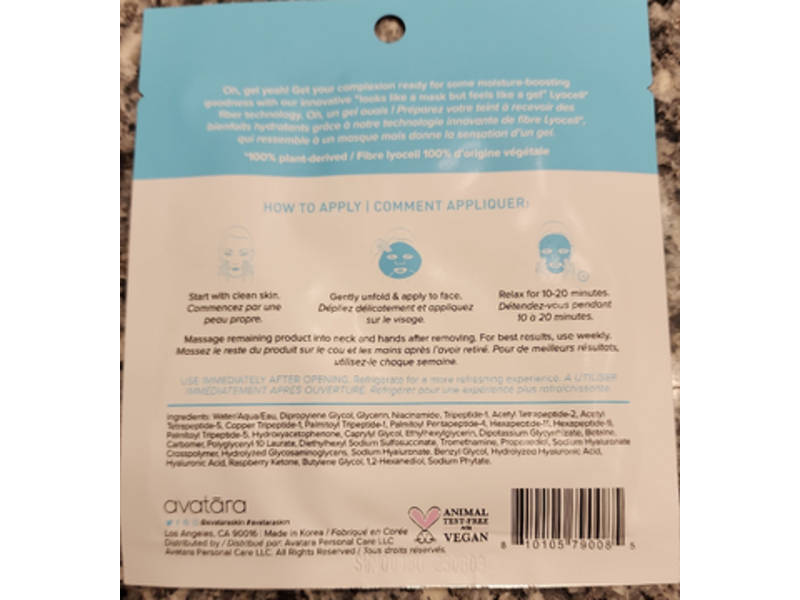 Oh, gel yeah! Get your complexion ready for some moisture-boosting
goodness with our innovative "looks like a mask but feels like a gel" Lyocell*
fiber technology. Oh, un gel ouais ! Préparez votre teint à recevoir des
bienfaits hydratants grâce à notre technologie innovante de fibre Lyocell*,
qui ressemble à un masque mais donne la sensation d'un gel.
*100% plant-derived / Fibre lyocell 100% d'origine végétale
HOW TO APPLY | COMMENT APPLIQUER:
Start with clean skin.
Commencez par une
peau propre.
Gently unfold & apply to face.
Dépliez délicatement et appliquez
sur le visage.
Relax for 10-20 minutes.
Détendez-vous pendant
10 à 20 minutes.
Massage remaining product into neck and hands after removing. For best results, use weekly.
Massez le reste du produit sur le cou et les mains après l'avoir retiré. Pour de meilleurs résultats,
utilisez-le chaque semaine.
USE IMMEDIATELY AFTER OPENING. Refrigerate for a more refreshing experience. A UTILISER
IMMÉDIATEMENT APRÈS OUVERTURE. Refrigérer pour une expérience plus rafraîchissante.
Ingredients: Water/Aqua/Eau, Dipropylene Glycol, Glycerin, Niacinamide, Tripeptide-1, Acetyl Tetrapeptide-2, Acetyl
Tetrapeptide-5, Copper Tripeptide-1, Palmitoyl Tripeptide-1, Palmitoyl Pentapeptide-4, Hexapeptide-11, Hexapeptide-9,
Palmitoyl Tripeptide-5, Hydroxyacetophenone, Caprylyl Glycol, Ethylhexylglycerin, Dipotassium Glycyrrhizate, Betaine,
Carbomer, Polyglyceryl 10 Laurate, Diethylhexyl Sodium Sulfosuccinate, Tromethamine, Propanediol, Sodium Hyaluronate
Crosspolymer, Hydrolyzed Glycosaminoglycans, Sodium Hyaluronate, Benzyl Glycol, Hydrolyzed Hyaluronic Acid,
Hyaluronic Acid, Raspberry Ketone, Butylene Glycol, 1,2-Hexanediol, Sodium Phytate.
avatāra
@avataraskin #avataraskin
Los Angeles, CA 90016 | Made in Korea / Fabriqué en Corée
Distributed by / Distribué par: Avatara Personal Care LLC
Avatara Personal Care LLC. All Rights Reserved / Tous droits réservés.
ANIMAL
TEST-FREE
VEGAN
8 10105 79008 5